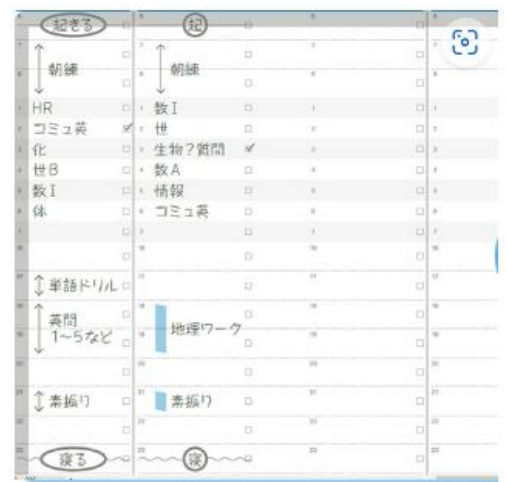 起きる
朝練
HR
コミュ英
化
世B
数I
体
単語ドリル
英問
1〜5など
素振り
寝る
起
朝練
数I
世
生物?質問
数A
情報
コミュ英
地理ワーク
素振り
寝